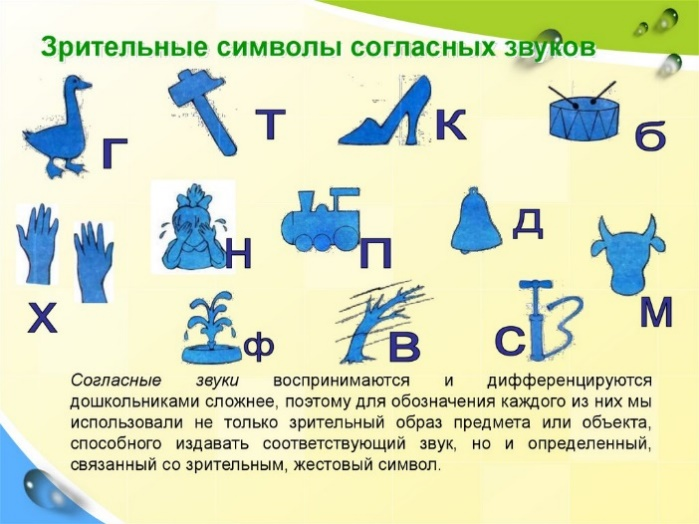 Зрительные символы согласных звуков
Г
Т
К
б
Х
Н
П
Д
М
ф
В
С
Согласные звуки воспринимаются и дифференцируются
дошкольниками сложнее, поэтому для обозначения каждого из них мы
использовали не только зрительный образ предмета или объекта,
способного издавать соответствующий звук, но и определенный,
связанный со зрительным, жестовый символ.